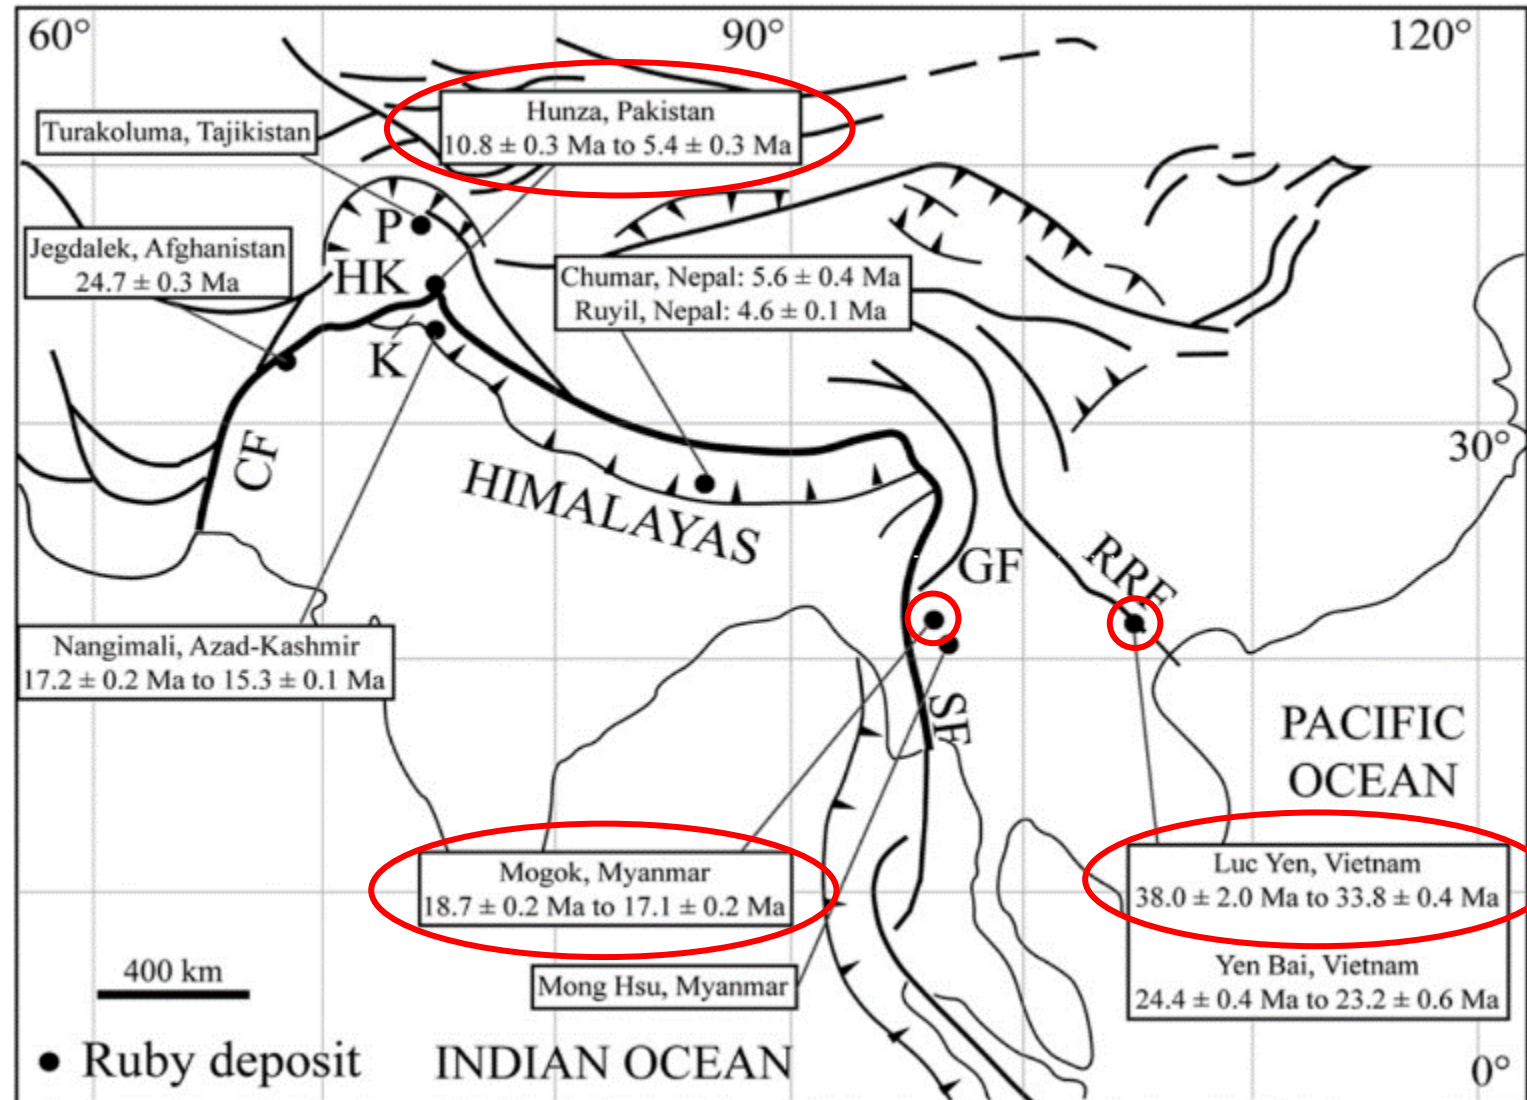 60°
90°
120°
Hunza, Pakistan
10.8 ± 0.3 Ma to 5.4 ± 0.3 Ma
Turakoluma, Tajikistan
P
Jegdalek, Afghanistan
24.7 ± 0.3 Ma
HK
Chumar, Nepal: 5.6 ± 0.4 Ma
Ruyil, Nepal: 4.6 ± 0.1 Ma
K
30°
CF
HIMALAYAS
GF
RRF
Nangimali, Azad-Kashmir
17.2 ± 0.2 Ma to 15.3 ± 0.1 Ma
SF
PACIFIC
OCEAN
Mogok, Myanmar
18.7 ± 0.2 Ma to 17.1 ± 0.2 Ma
Luc Yen, Vietnam
38.0 ± 2.0 Ma to 33.8 ± 0.4 Ma
Yen Bai, Vietnam
24.4 ± 0.4 Ma to 23.2 ± 0.6 Ma
400 km
Mong Hsu, Myanmar
Ruby deposit
INDIAN OCEAN
0°